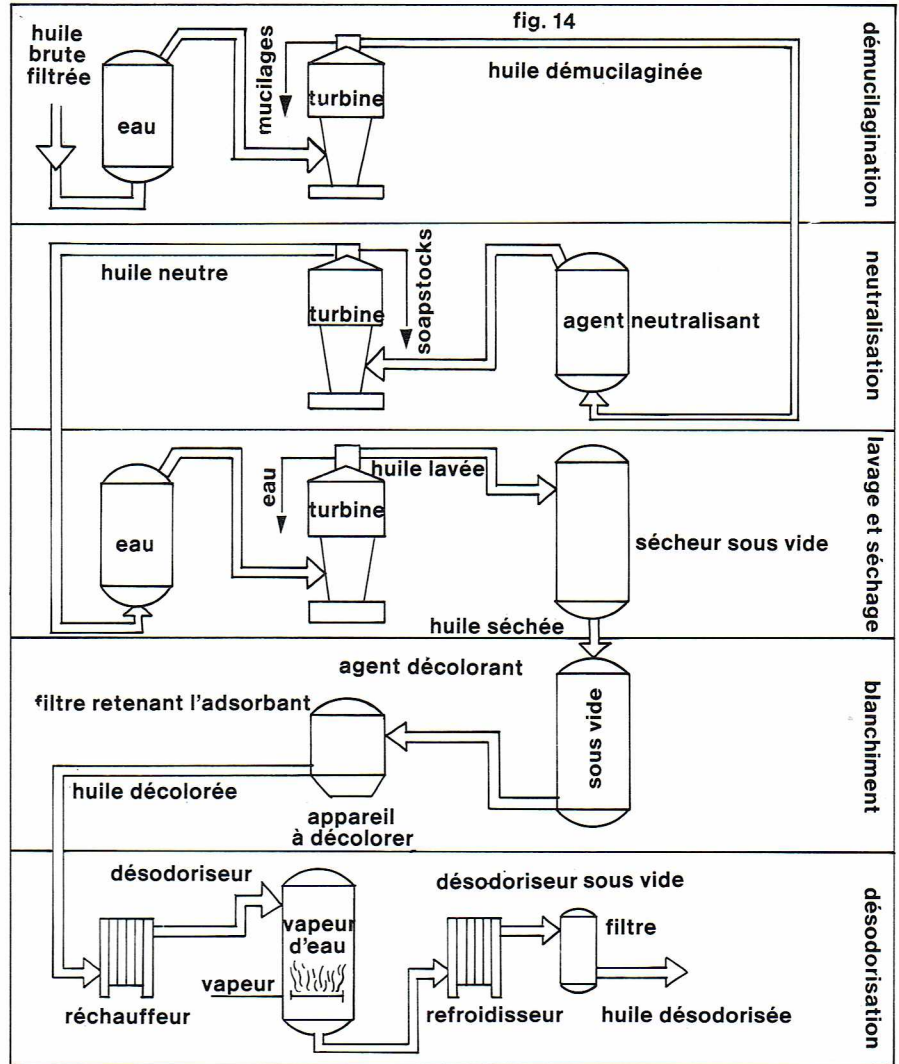 fig. 14
huile
brute
filtrée
eau
mucilages
turbine
huile démucilaginée
démucilagination
huile neutre
turbine
soapstocks
agent neutralisant
neutralisation
eau
eau
turbine
huile lavée
sécheur sous vide
huile séchée
lavage et séchage
agent décolorant
filtre retenant l'adsorbant
sous vide
huile décolorée
appareil
à décolorer
blanchiment
désodoriseur
désodoriseur sous vide
vapeur
d'eau
filtre
vapeur
réchauffeur
refroidisseur
huile désodorisée
désodorisation